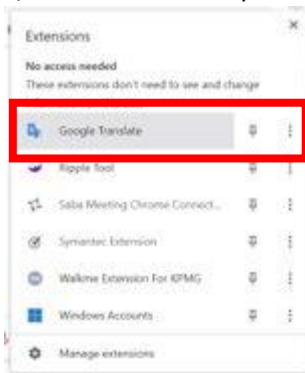 Extensions
No access needed
These extensions don't need to see and change
Google Translate
Ripple Tool
Saba Meeting Chrome Connect...
Symantec Extension
Walkme Extension For KPMG
Windows Accounts
Manage extensions